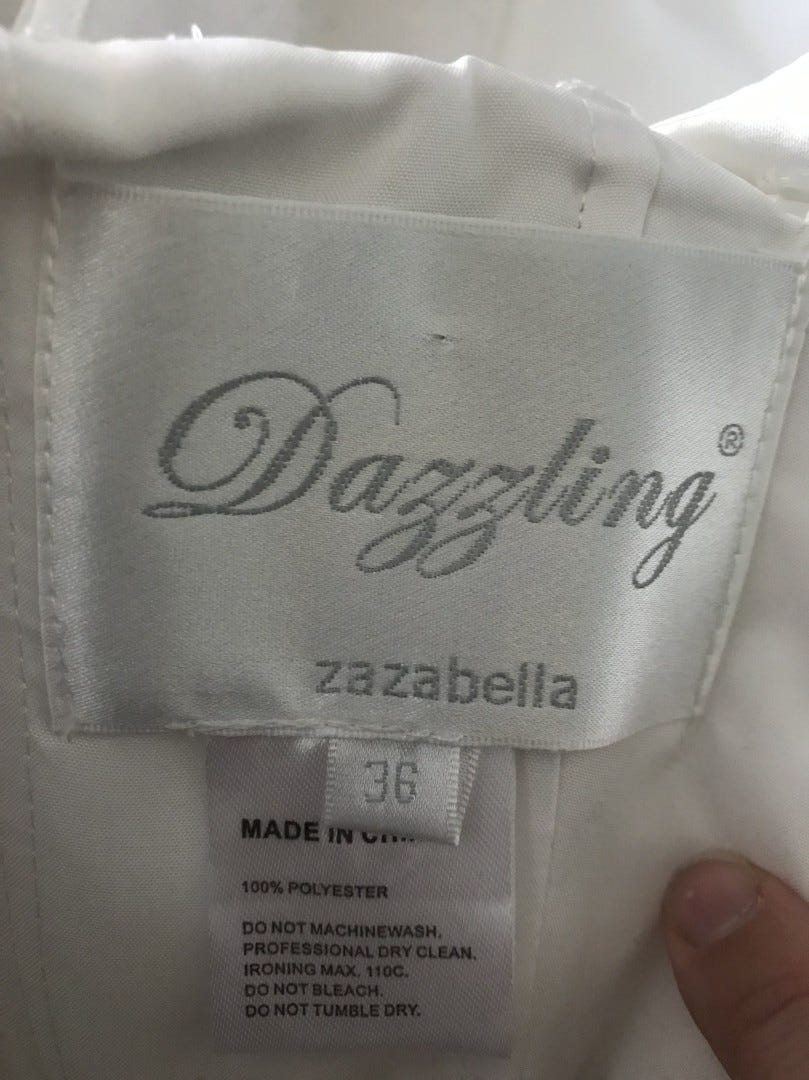 Dazzling®
zazabella
36
MADE IN
100% POLYESTER
DO NOT MACHINEWASH.
PROFESSIONAL DRY CLEAN.
IRONING MAX. 110C.
DO NOT BLEACH.
DO NOT TUMBLE DRY.